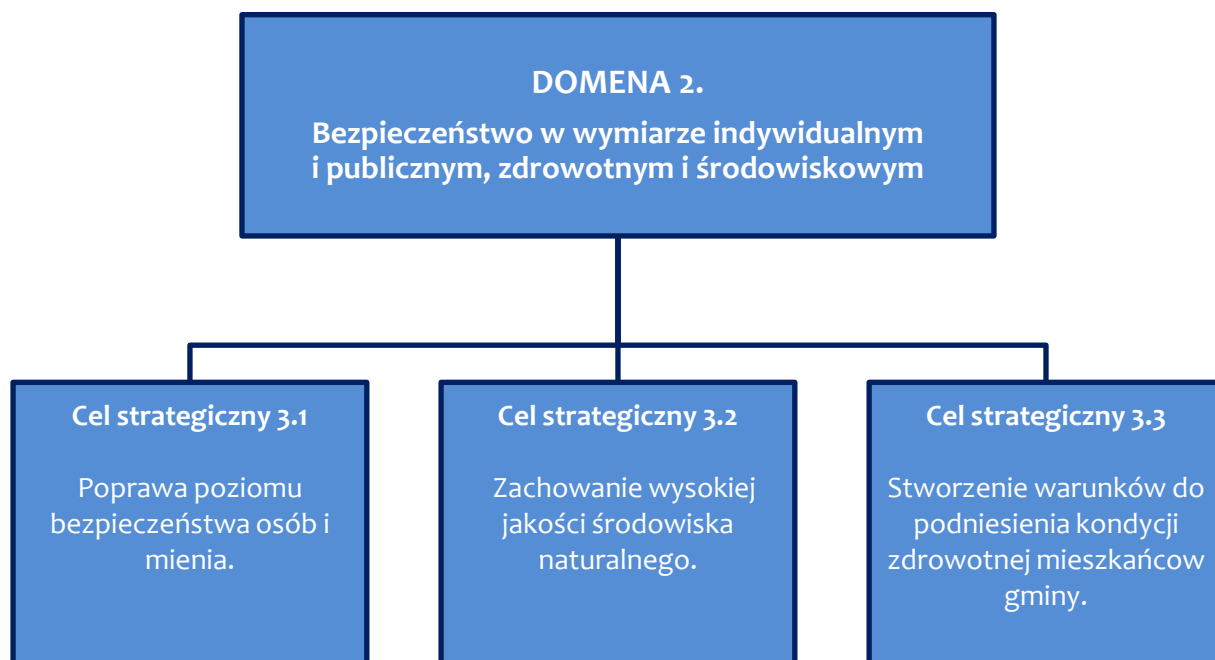 DOMENA 2.
Bezpieczeństwo w wymiarze indywidualnym
i publicznym, zdrowotnym i środowiskowym
Cel strategiczny 3.1
Poprawa poziomu
bezpieczeństwa osób i
mienia.
Cel strategiczny 3.2
Zachowanie wysokiej
jakości środowiska
naturalnego.
Cel strategiczny 3.3
Stworzenie warunków do
podniesienia kondycji
zdrowotnej mieszkańcow
gminy.